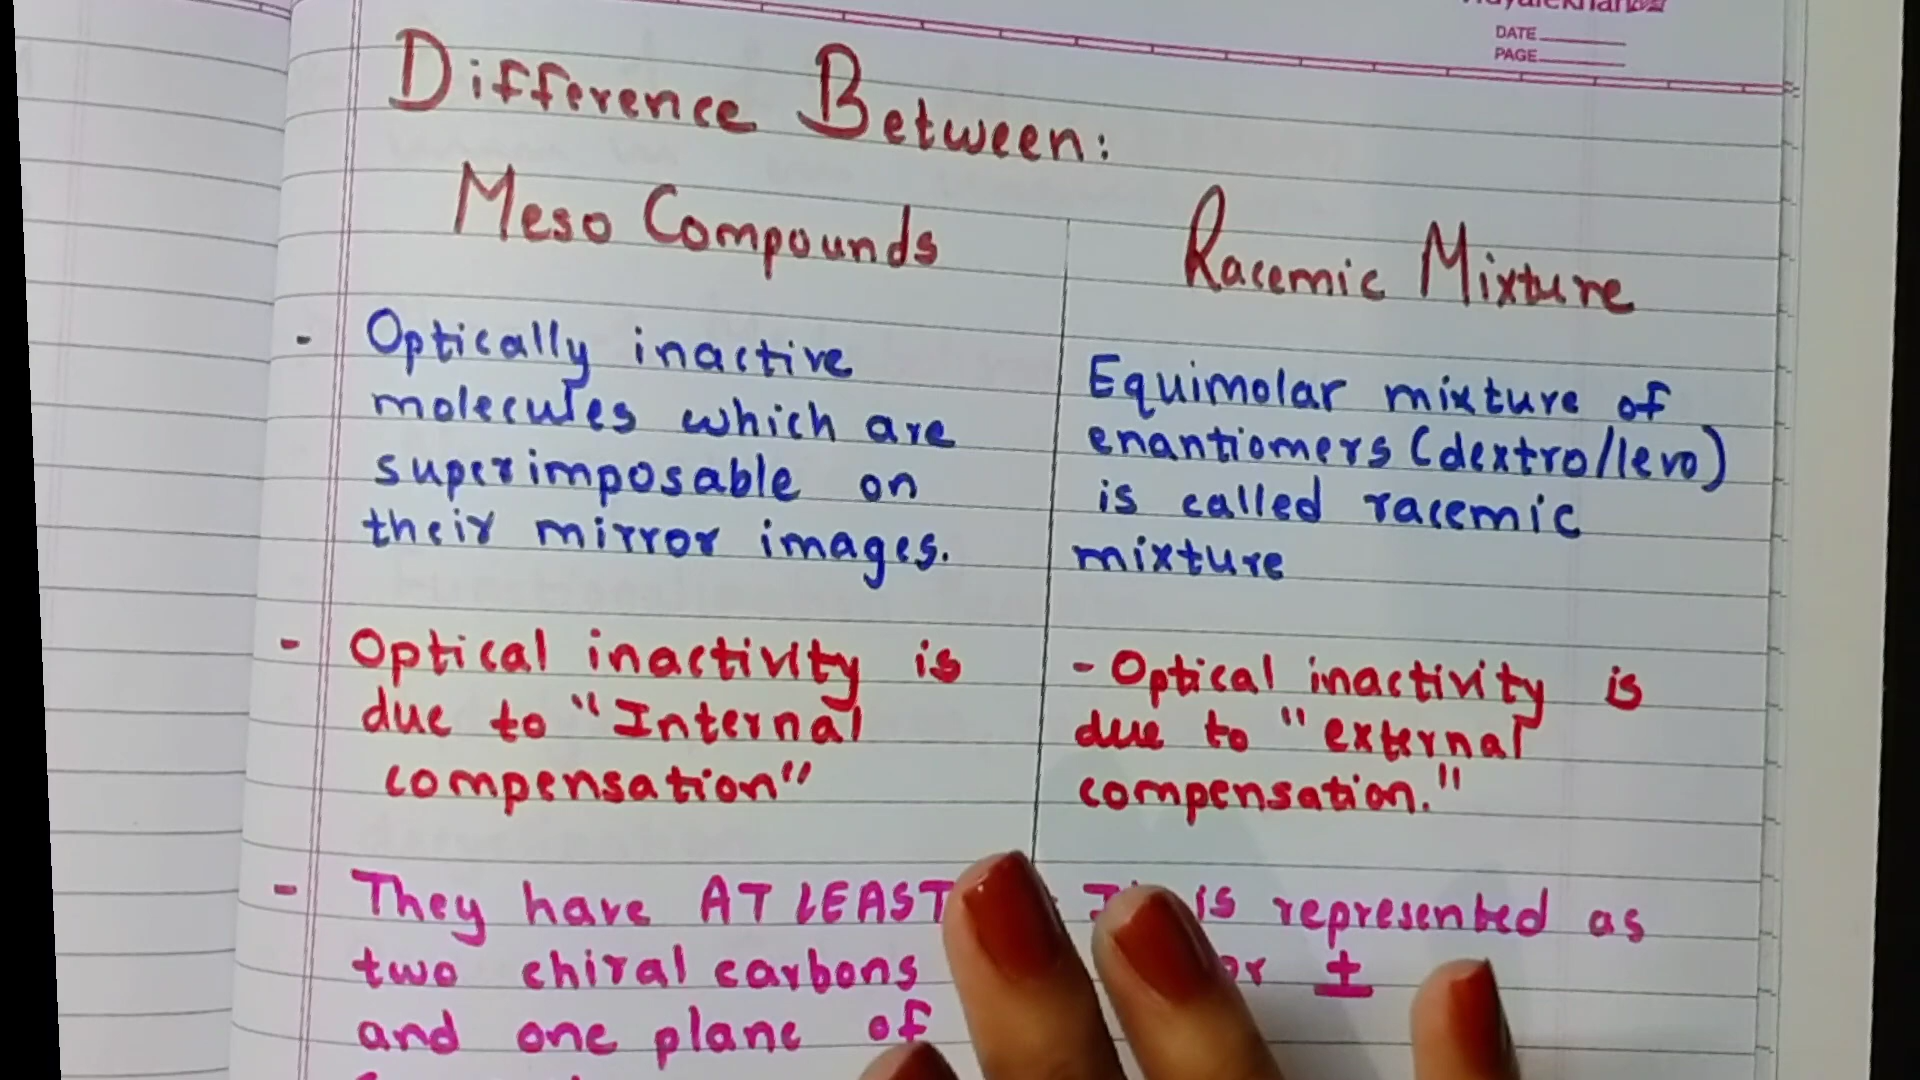 DATE
PAGE
Difference Between:
Meso Compounds
Racemic Mixture
- Optically inactive
molecules which are
superimposable on
their mirror images.
Equimolar mixture of
enantiomers (dextro/levo)
is called racemic
mixture
- Optical inactivity is
due to "Internal
compensation"
- Optical inactivity is
due to "external
compensation."
- They have AT LEAST
two chiral carbons
and one plane of
is represented as
or ±